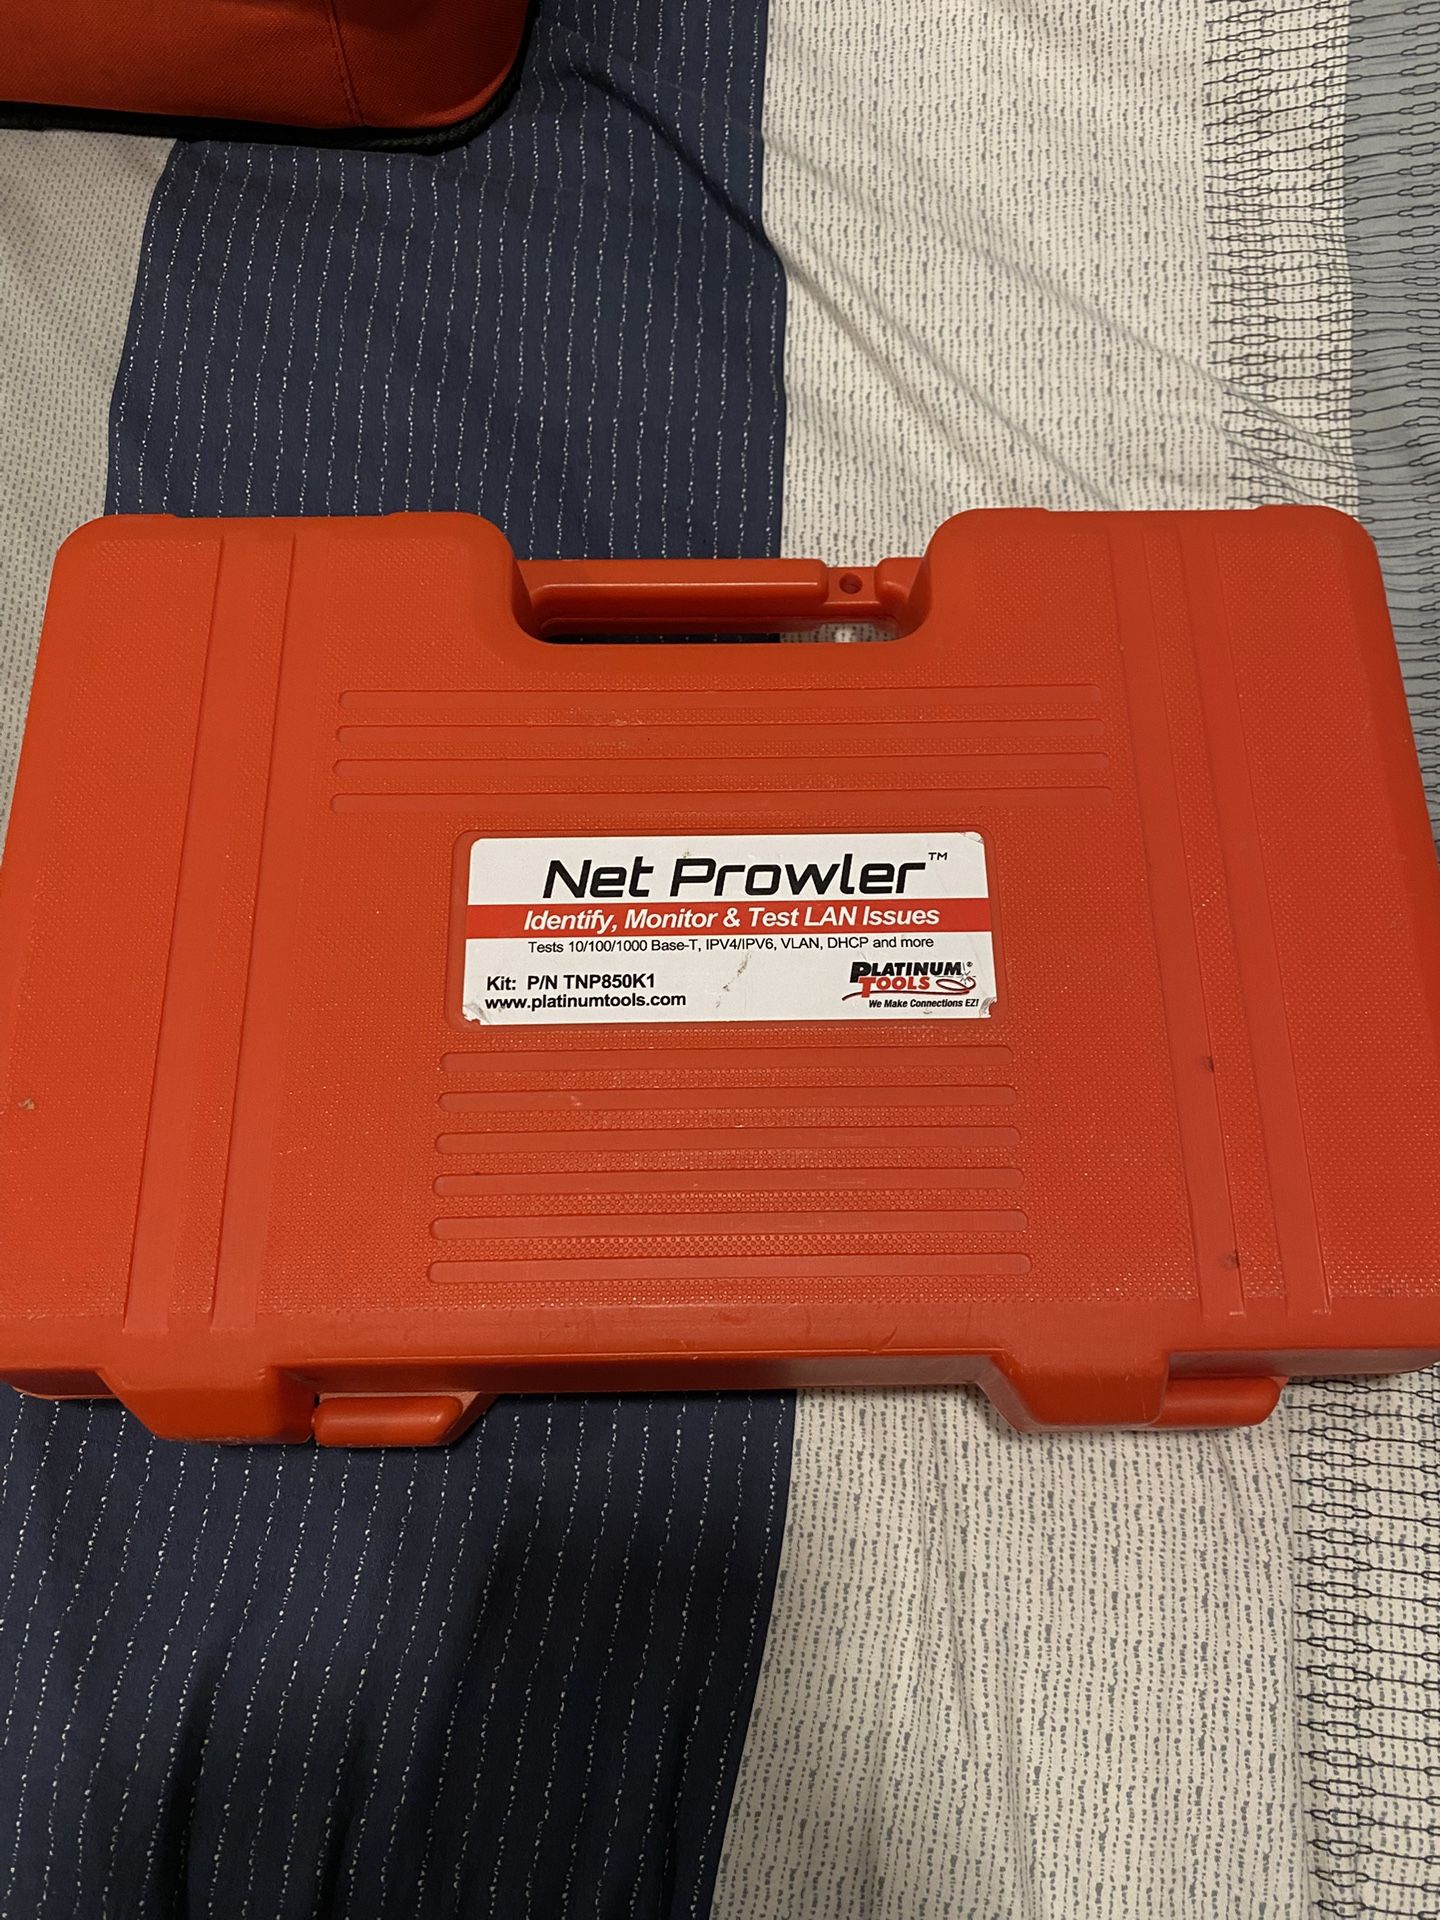 Net Prowler™
Identify, Monitor & Test LAN Issues
Tests 10/100/1000 Base-T, IPV4/IPV6, VLAN, DHCP and more
Kit: P/N TNP850K1
www.platinumtools.com
PLATINUM®
TOOLS
We Make Connections EZ!